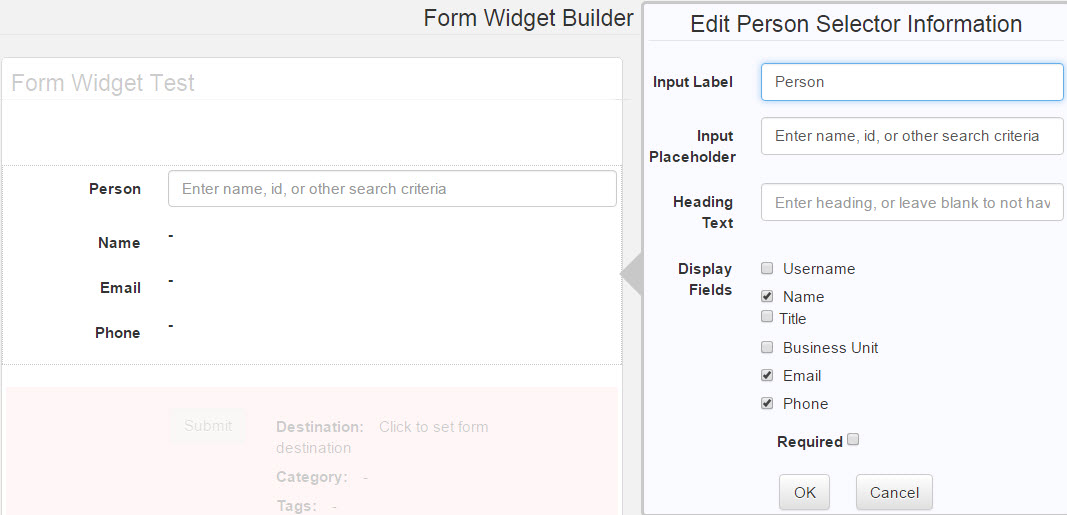 Form Widget Builder
Form Widget Test
Person Enter name, id, or other search criteria
Name -
Email -
Phone -
Submit Destination: Click to set form
destination
Category: -
Tags: -
Edit Person Selector Information
Input Label Person
Input
Placeholder Enter name, id, or other search criteria
Heading
Text Enter heading, or leave blank to not hav
Display
Fields Username
Name
Title
Business Unit
Email
Phone
Required
OK Cancel